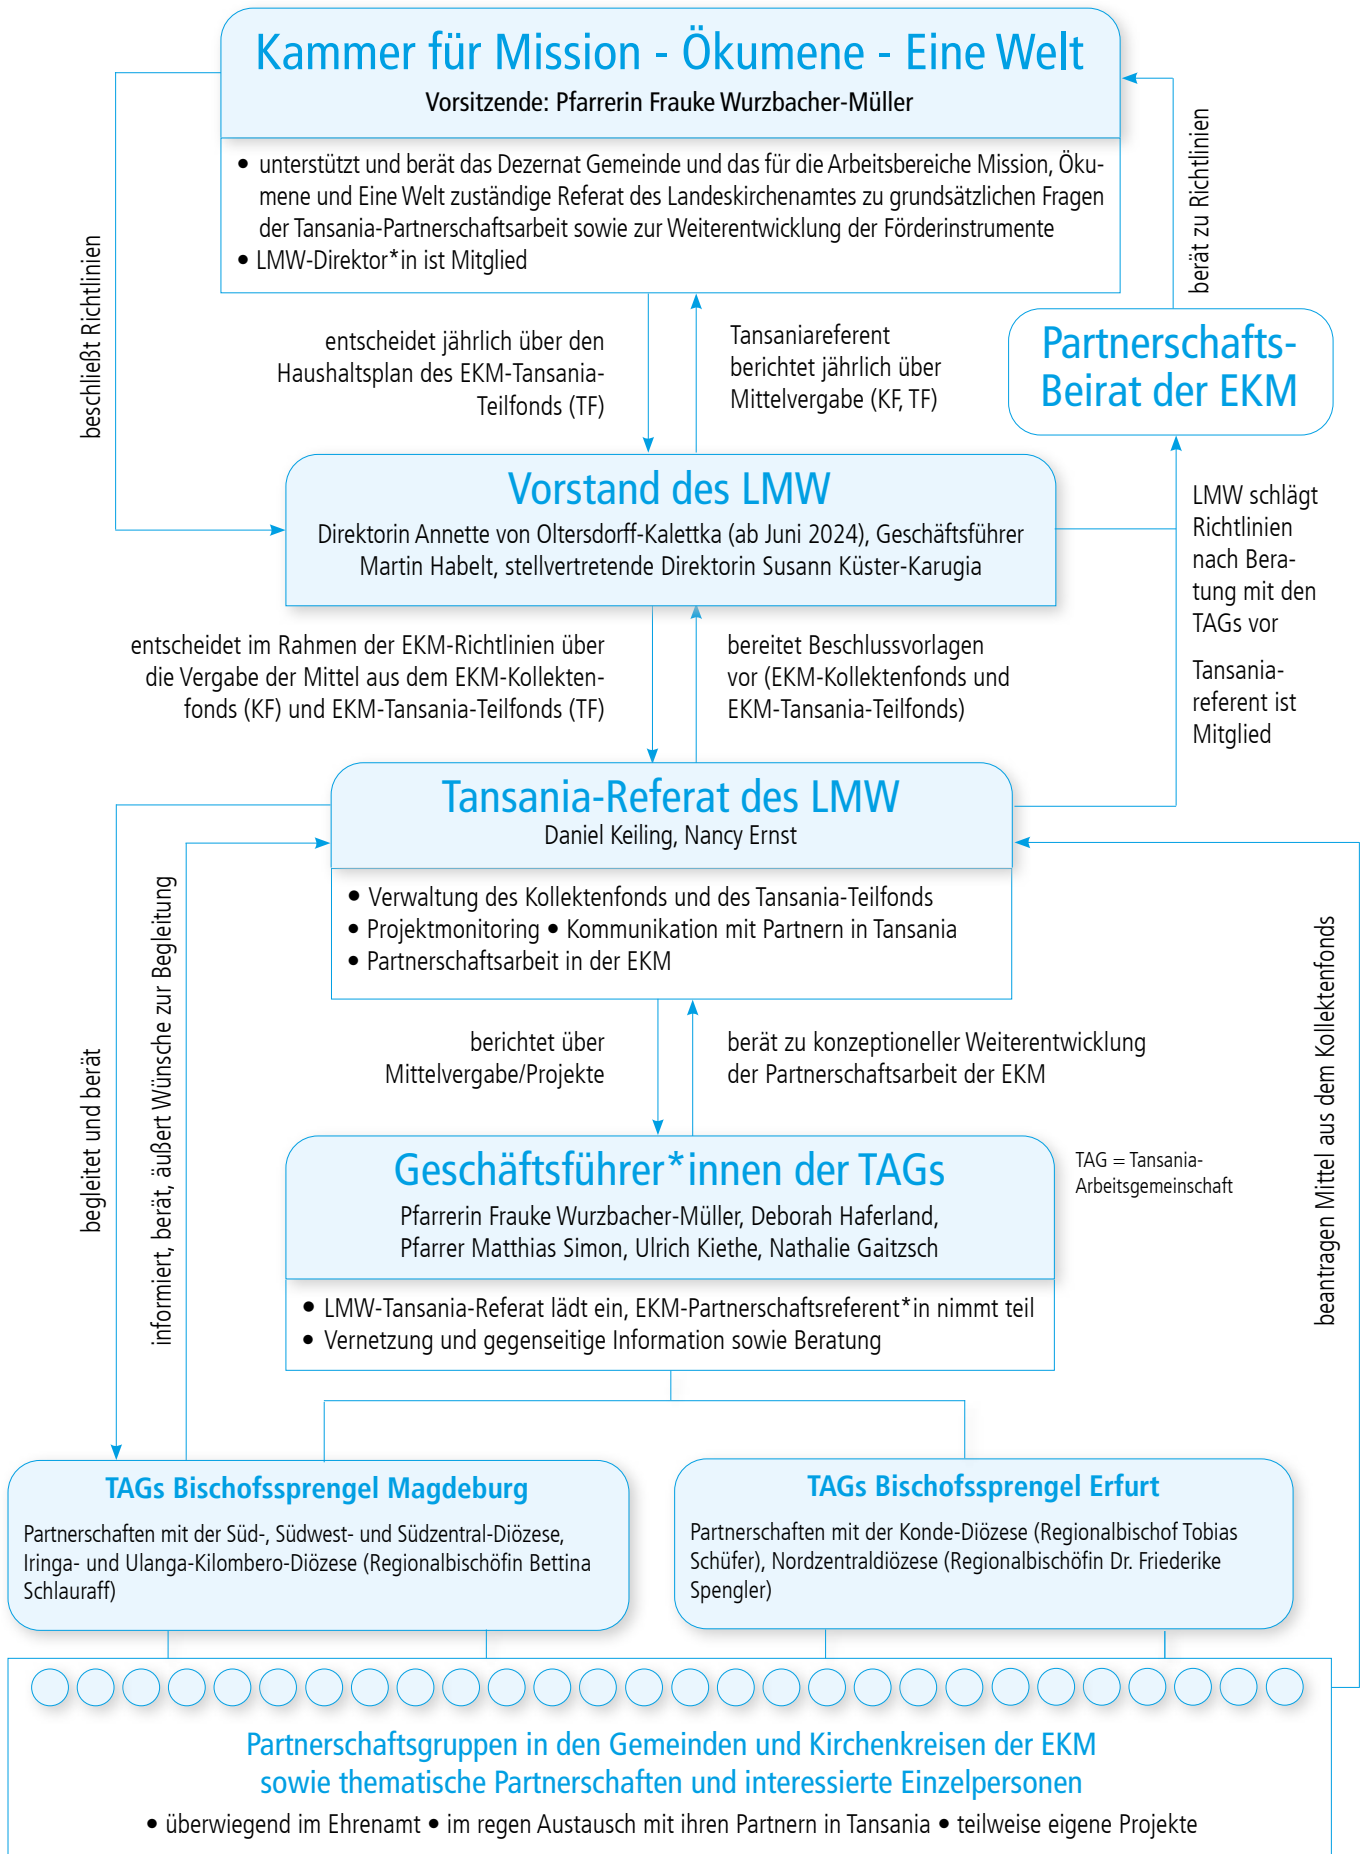 Kammer für Mission - Ökumene - Eine Welt
Vorsitzende: Pfarrerin Frauke Wurzbacher-Müller
• unterstützt und berät das Dezernat Gemeinde und das für die Arbeitsbereiche Mission, Öku-
mene und Eine Welt zuständige Referat des Landeskirchenamtes zu grundsätzlichen Fragen
der Tansania-Partnerschaftsarbeit sowie zur Weiterentwicklung der Förderinstrumente
• LMW-Direktor*in ist Mitglied
beschließt Richtlinien
berät zu Richtlinien
entscheidet jährlich über den
Haushaltsplan des EKM-Tansania-
Teilfonds (TF)
Tansaniareferent
berichtet jährlich über
Mittelvergabe (KF, TF)
Partnerschafts-
Beirat der EKM
Vorstand des LMW
Direktorin Annette von Oltersdorff-Kalettka (ab Juni 2024), Geschäftsführer
Martin Habelt, stellvertretende Direktorin Susann Küster-Karugia
LMW schlägt
Richtlinien
nach Bera-
tung mit den
TAGs vor
Tansania-
referent ist
Mitglied
entscheidet im Rahmen der EKM-Richtlinien über
die Vergabe der Mittel aus dem EKM-Kollekten-
fonds (KF) und EKM-Tansania-Teilfonds (TF)
bereitet Beschlussvorlagen
vor (EKM-Kollektenfonds und
EKM-Tansania-Teilfonds)
Tansania-Referat des LMW
Daniel Keiling, Nancy Ernst
• Verwaltung des Kollektenfonds und des Tansania-Teilfonds
• Projektmonitoring • Kommunikation mit Partnern in Tansania
• Partnerschaftsarbeit in der EKM
begleitet und berät
informiert, berät, äußert Wünsche zur Begleitung
beantragen Mittel aus dem Kollektenfonds
berichtet über
Mittelvergabe/Projekte
berät zu konzeptioneller Weiterentwicklung
der Partnerschaftsarbeit der EKM
Geschäftsführer*innen der TAGs
Pfarrerin Frauke Wurzbacher-Müller, Deborah Haferland,
Pfarrer Matthias Simon, Ulrich Kiethe, Nathalie Gaitzsch
• LMW-Tansania-Referat lädt ein, EKM-Partnerschaftsreferent*in nimmt teil
• Vernetzung und gegenseitige Information sowie Beratung
TAG = Tansania-
Arbeitsgemeinschaft
TAGs Bischofssprengel Magdeburg
Partnerschaften mit der Süd-, Südwest- und Südzentral-Diözese,
Iringa- und Ulanga-Kilombero-Diözese (Regionalbischöfin Bettina
Schlauraff)
TAGs Bischofssprengel Erfurt
Partnerschaften mit der Konde-Diözese (Regionalbischof Tobias
Schüfer), Nordzentraldiözese (Regionalbischöfin Dr. Friederike
Spengler)
Partnerschaftsgruppen in den Gemeinden und Kirchenkreisen der EKM
sowie thematische Partnerschaften und interessierte Einzelpersonen
• überwiegend im Ehrenamt • im regen Austausch mit ihren Partnern in Tansania • teilweise eigene Projekte